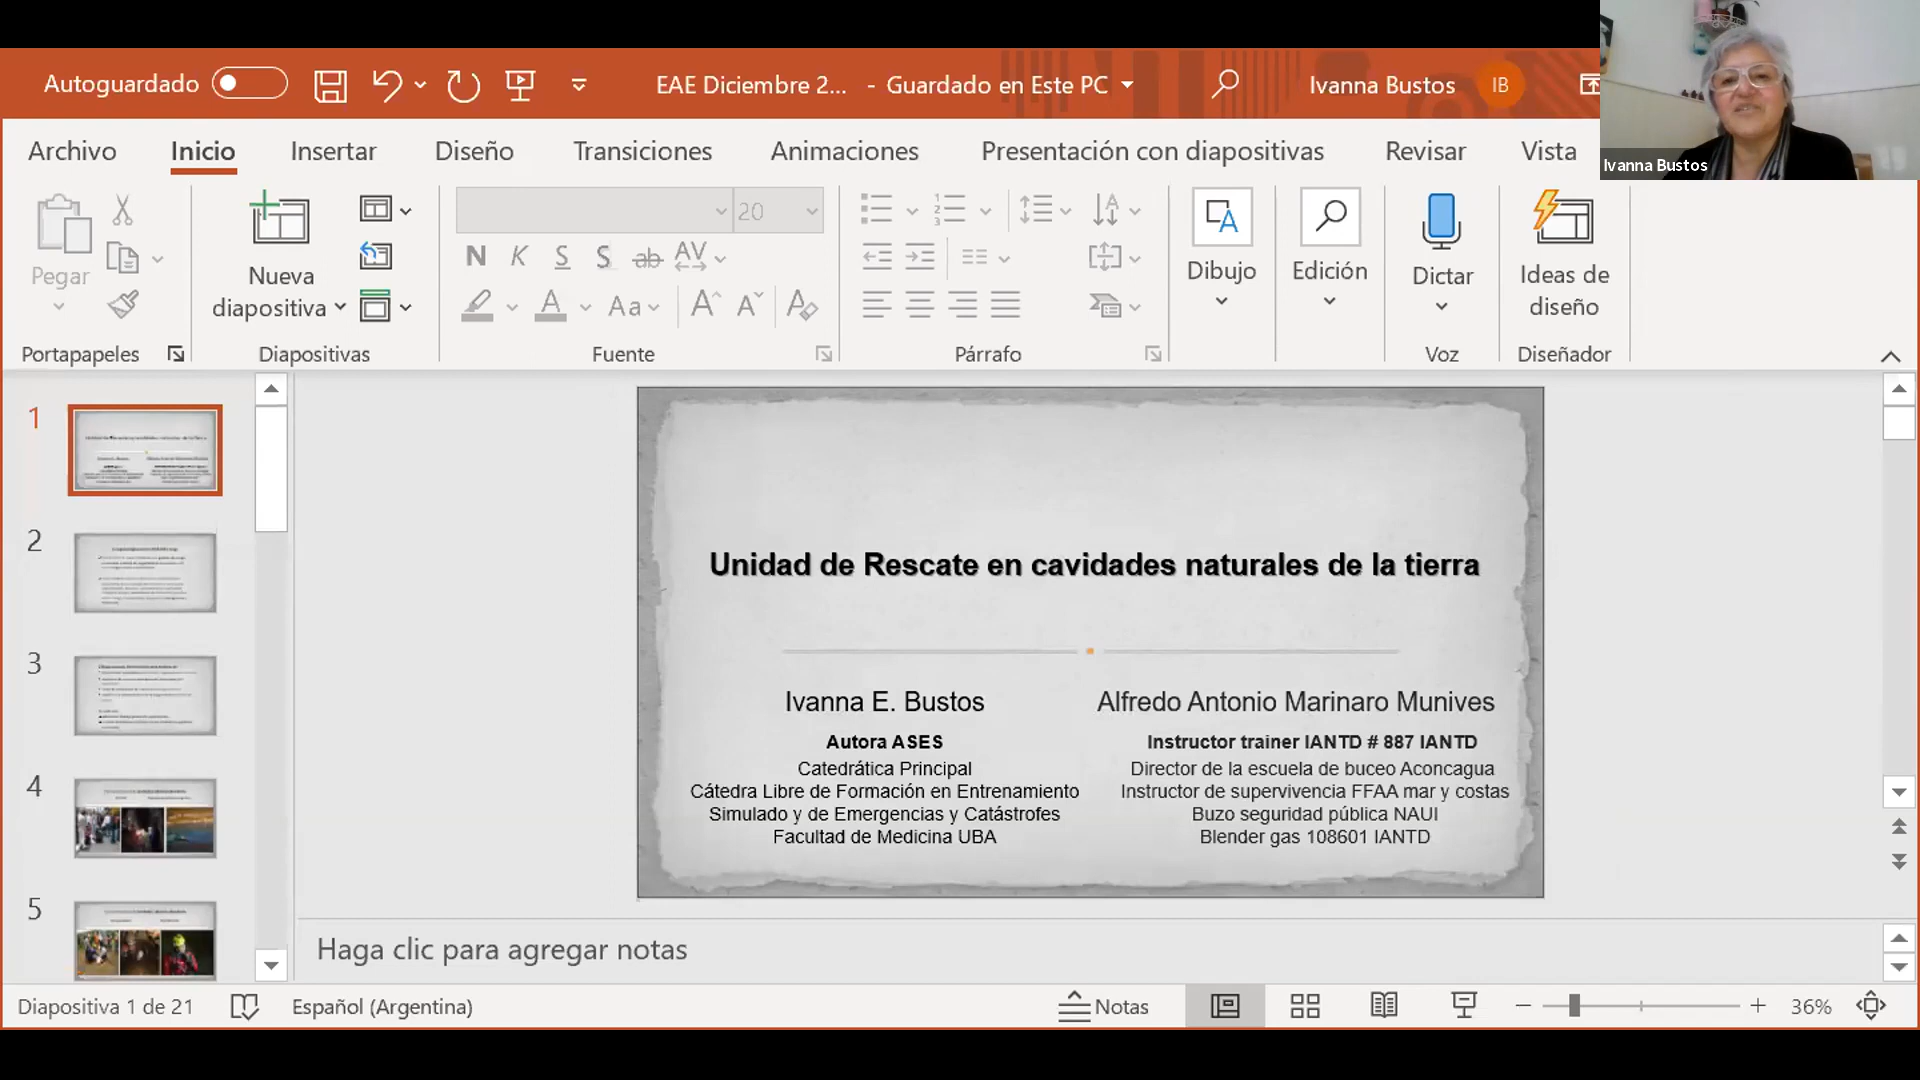 Autoguardado
EAE Diciembre 2... - Guardado en Este PC
Ivanna Bustos
IB
Ivanna Bustos
Archivo Inicio Insertar Diseño Transiciones Animaciones Presentación con diapositivas Revisar Vista
Pegar
Nueva
diapositiva
20
N K S S ab AV
A Aa A A A
Dibujo
Edición
Dictar
Ideas de
diseño
Portapapeles Diapositivas Fuente Párrafo Voz Diseñador
1
2
3
4
5
Unidad de Rescate en cavidades naturales de la tierra
Ivanna E. Bustos
Autora ASES
Catedrática Principal
Cátedra Libre de Formación en Entrenamiento
Simulado y de Emergencias y Catástrofes
Facultad de Medicina UBA
Alfredo Antonio Marinaro Munives
Instructor trainer IANTD # 887 IANTD
Director de la escuela de buceo Aconcagua
Instructor de supervivencia FFAA mar y costas
Buzo seguridad pública NAUI
Blender gas 108601 IANTD
Haga clic para agregar notas
Diapositiva 1 de 21 Español (Argentina) Notas 36%